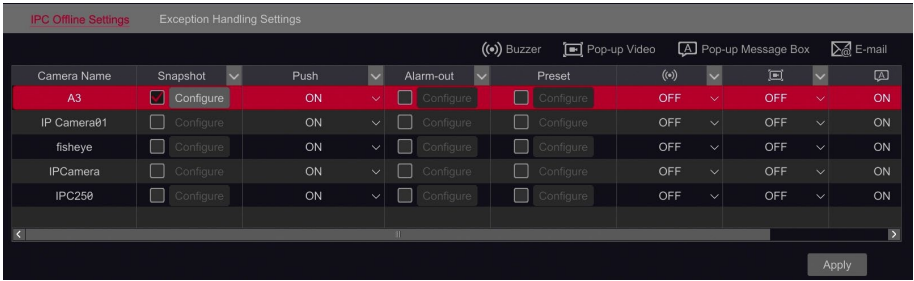 IPC Offline Settings Exception Handling Settings
Buzzer Pop-up Video Pop-up Message Box E-mail
Camera Name Snapshot Push Alarm-out Preset
A3 Configure ON Configure Configure OFF OFF ON
IP Camera01 Configure ON Configure Configure OFF OFF ON
fisheye Configure ON Configure Configure OFF OFF ON
IPCamera Configure ON Configure Configure OFF OFF ON
IPC250 Configure ON Configure Configure OFF OFF ON
Apply